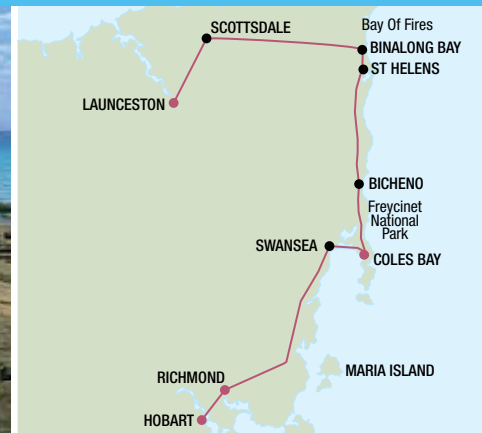 SCOTTSDALE
Bay Of Fires
BINALONG BAY
ST HELENS
LAUNCESTON
BICHENO
Freycinet
National
Park
SWANSEA
COLES BAY
MARIA ISLAND
RICHMOND
HOBART